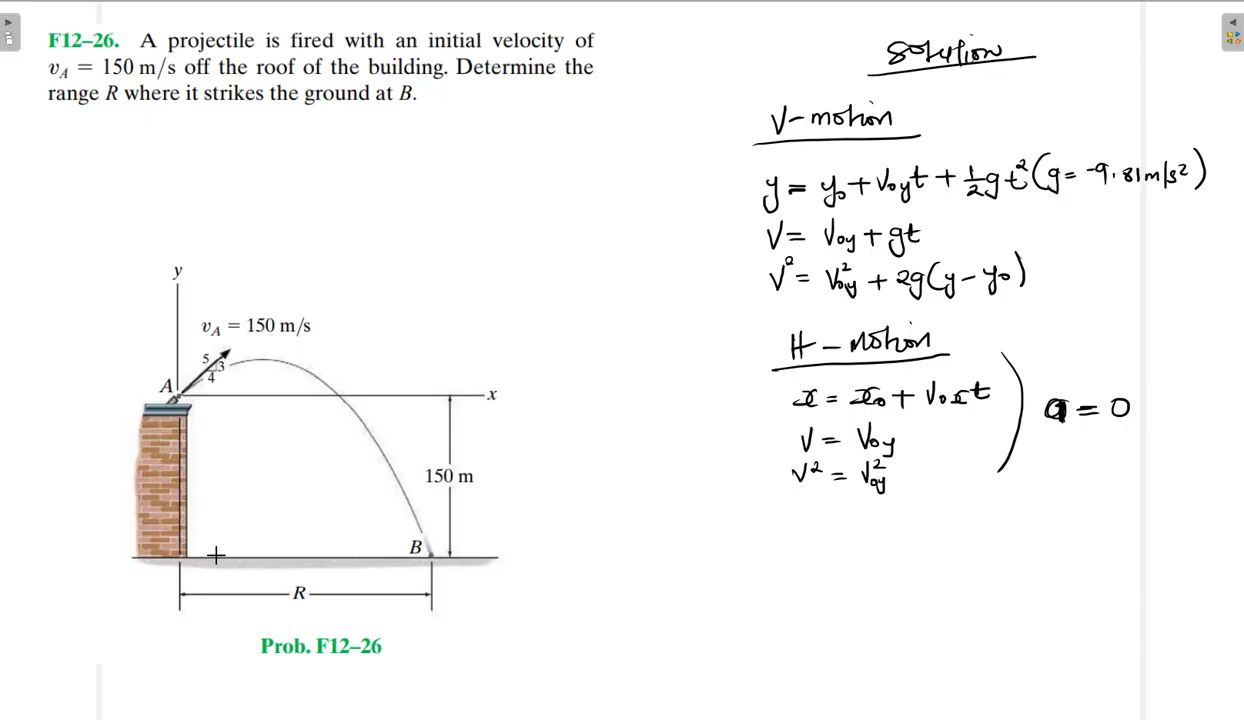 F12–26. A projectile is fired with an initial velocity of
v_A = 150 m/s off the roof of the building. Determine the
range R where it strikes the ground at B.
y
v_A = 150 m/s
5
3
4
A
x
150 m
B
R
Prob. F12–26
Solution
V-motion
y = y₀ + V₀yt + ½gt² (g = -9.81m/s²)
V = V₀y + gt
V² = V₀y² + 2g(y - y₀)
H - Motion
x = x₀ + V₀xt
V = V₀y
V² = V₀y²
a = 0